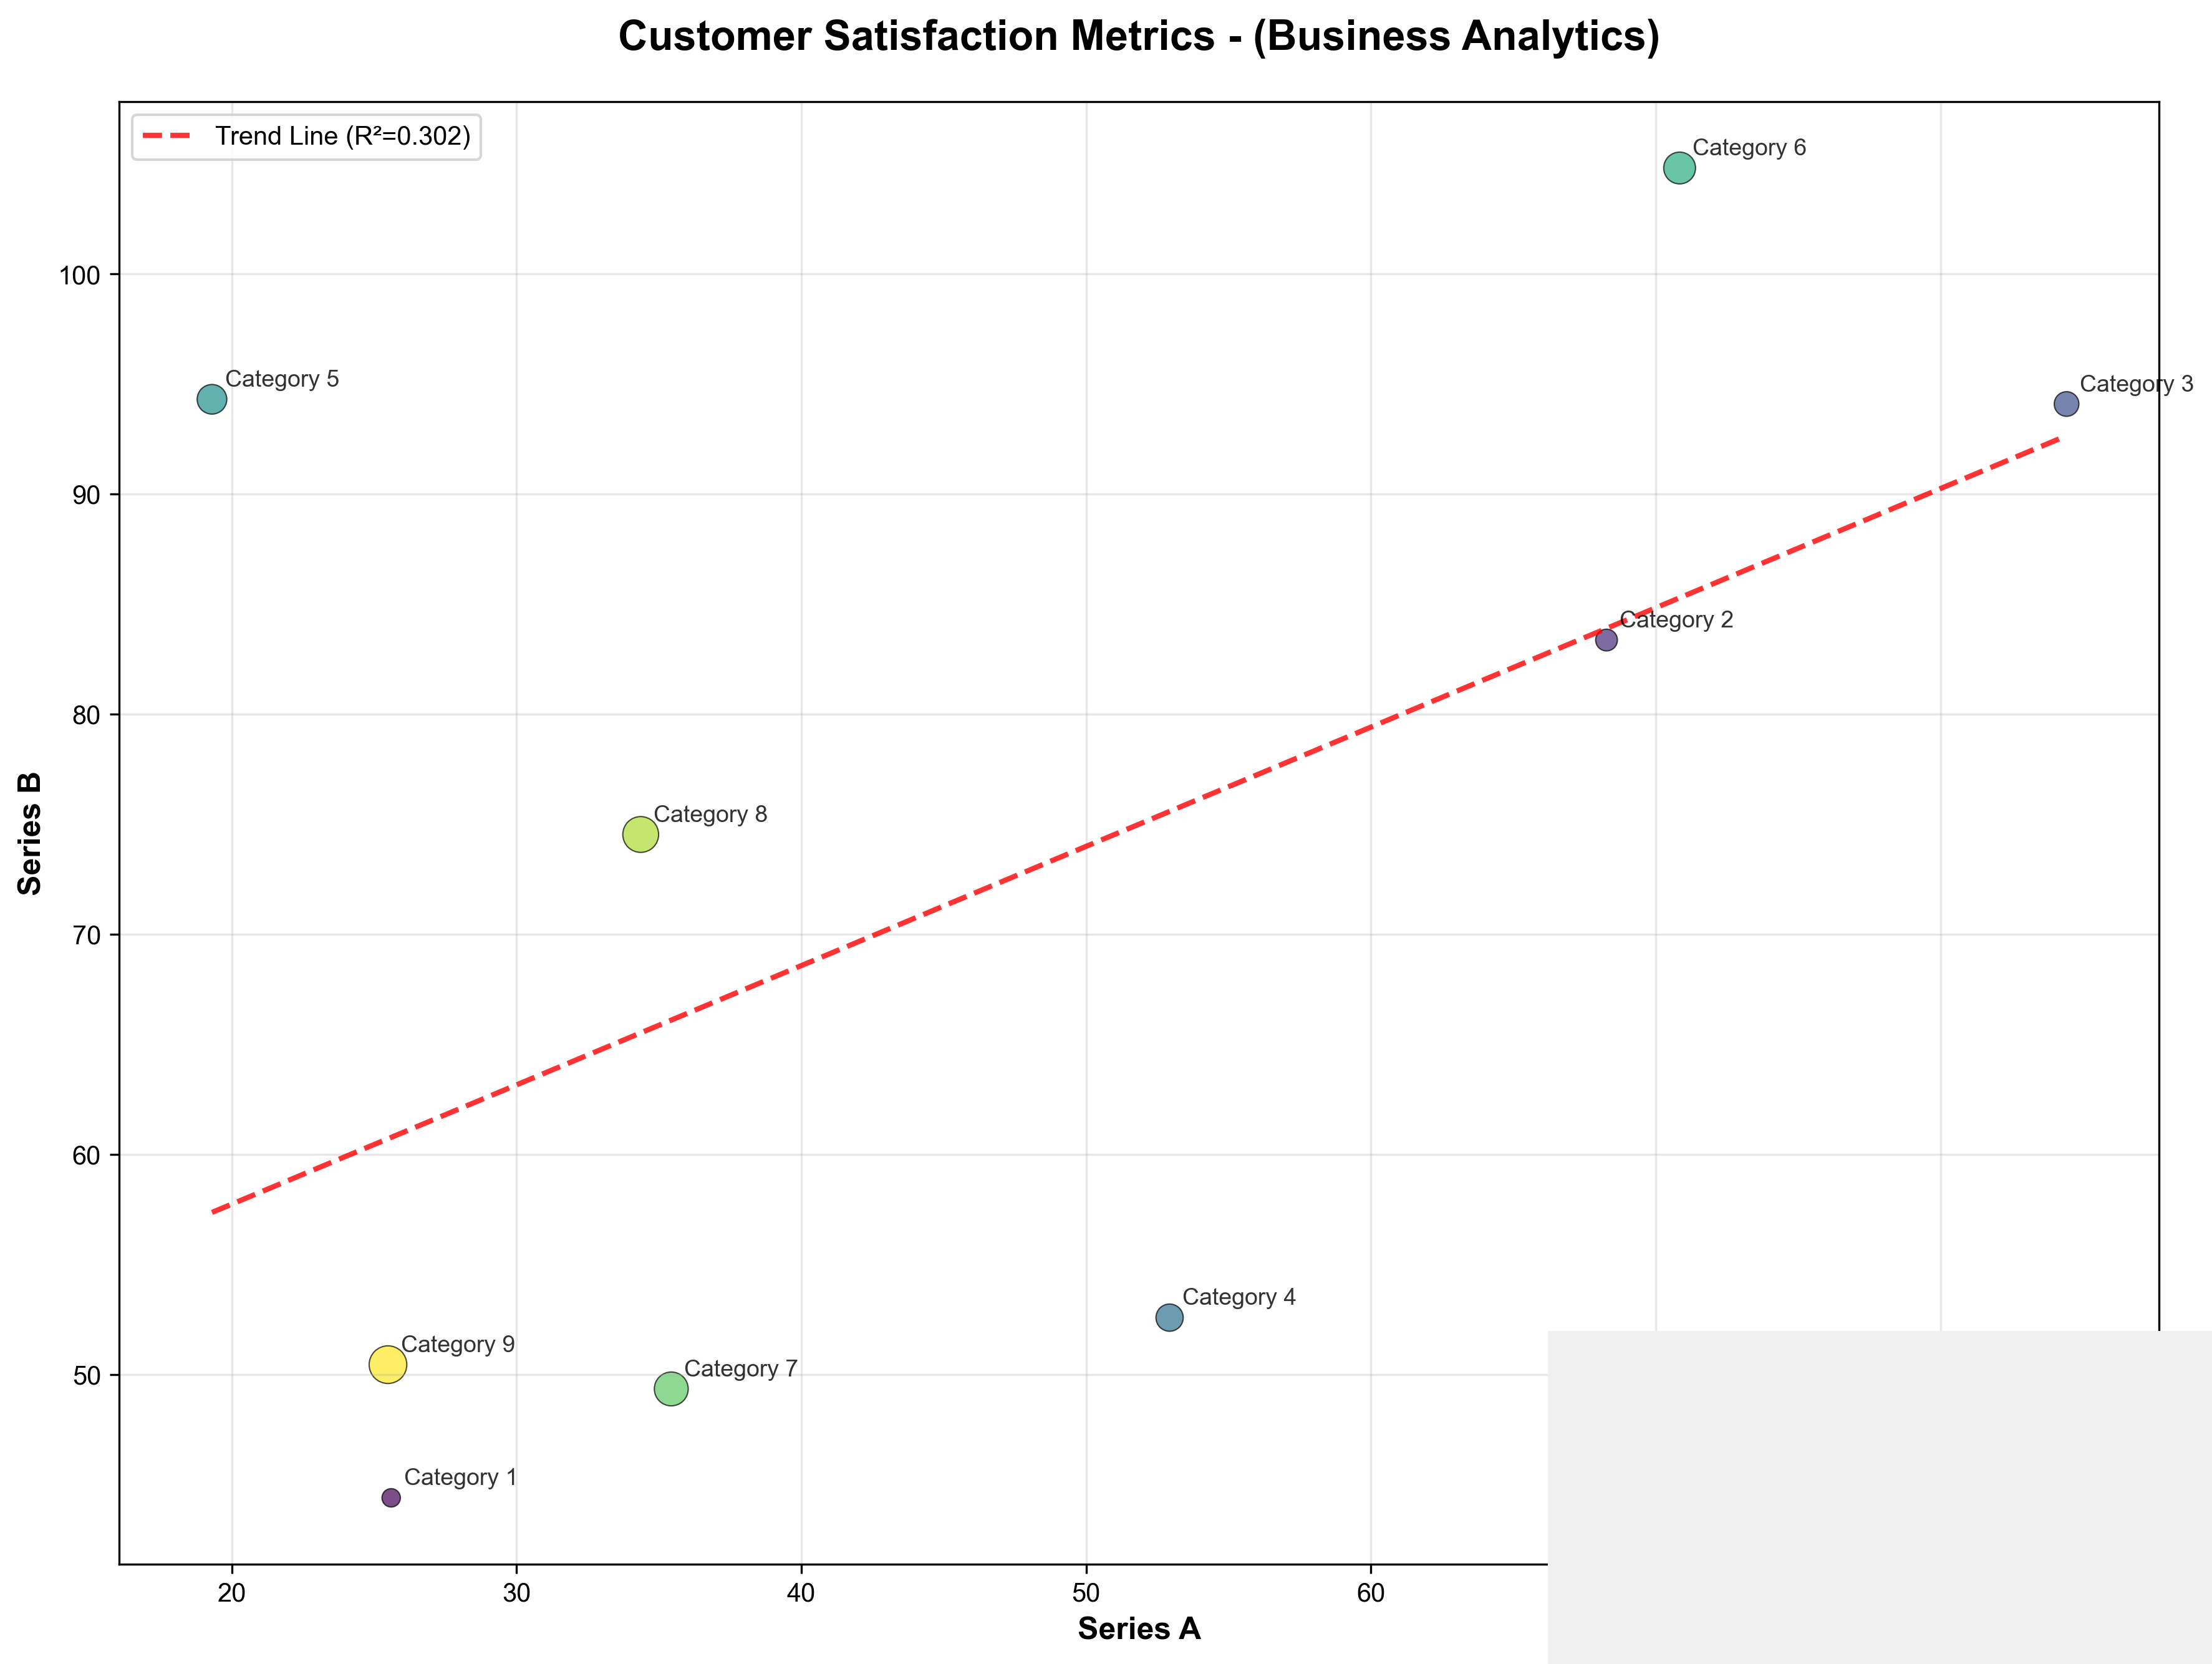 Customer Satisfaction Metrics - (Business Analytics)
Trend Line (R²=0.302)
Category 6
Category 5
Category 3
Category 2
Category 8
Category 4
Category 9
Category 7
Category 1
Series B
100
90
80
70
60
50
20
30
40
50
60
Series A